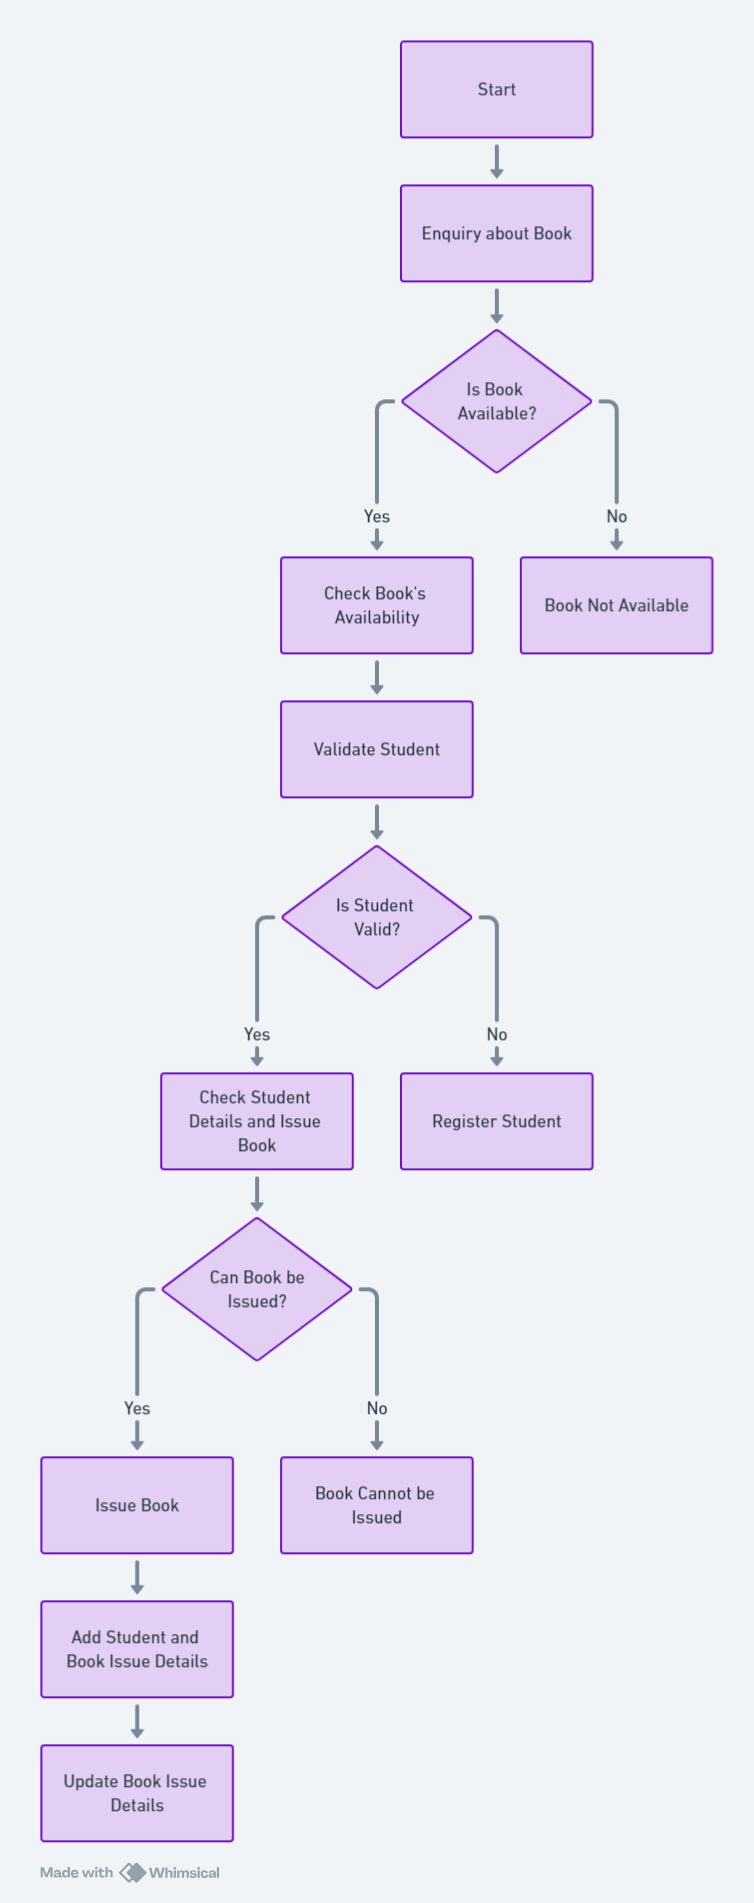 Start
Enquiry about Book
Is Book
Available?
Yes
No
Check Book's
Availability
Book Not Available
Validate Student
Is Student
Valid?
Yes
No
Check Student
Details and Issue
Book
Register Student
Can Book be
Issued?
Yes
No
Issue Book
Book Cannot be
Issued
Add Student and
Book Issue Details
Update Book Issue
Details
Made with Whimsical